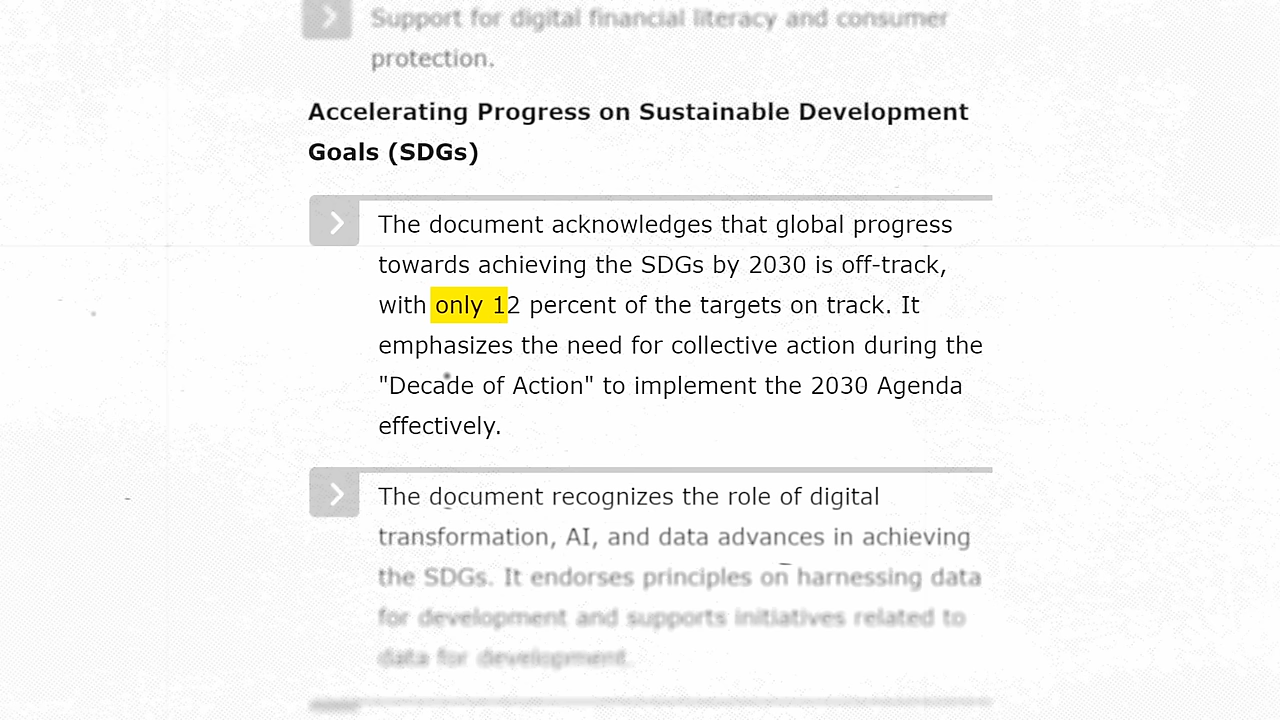 Support for digital financial literacy and consumer
protection.
Accelerating Progress on Sustainable Development
Goals (SDGs)
The document acknowledges that global progress
towards achieving the SDGs by 2030 is off-track,
with only 12 percent of the targets on track. It
emphasizes the need for collective action during the
"Decade of Action" to implement the 2030 Agenda
effectively.
The document recognizes the role of digital
transformation, AI, and data advances in achieving
the SDGs. It endorses principles on harnessing data
for development and supports initiatives related to
data for development.